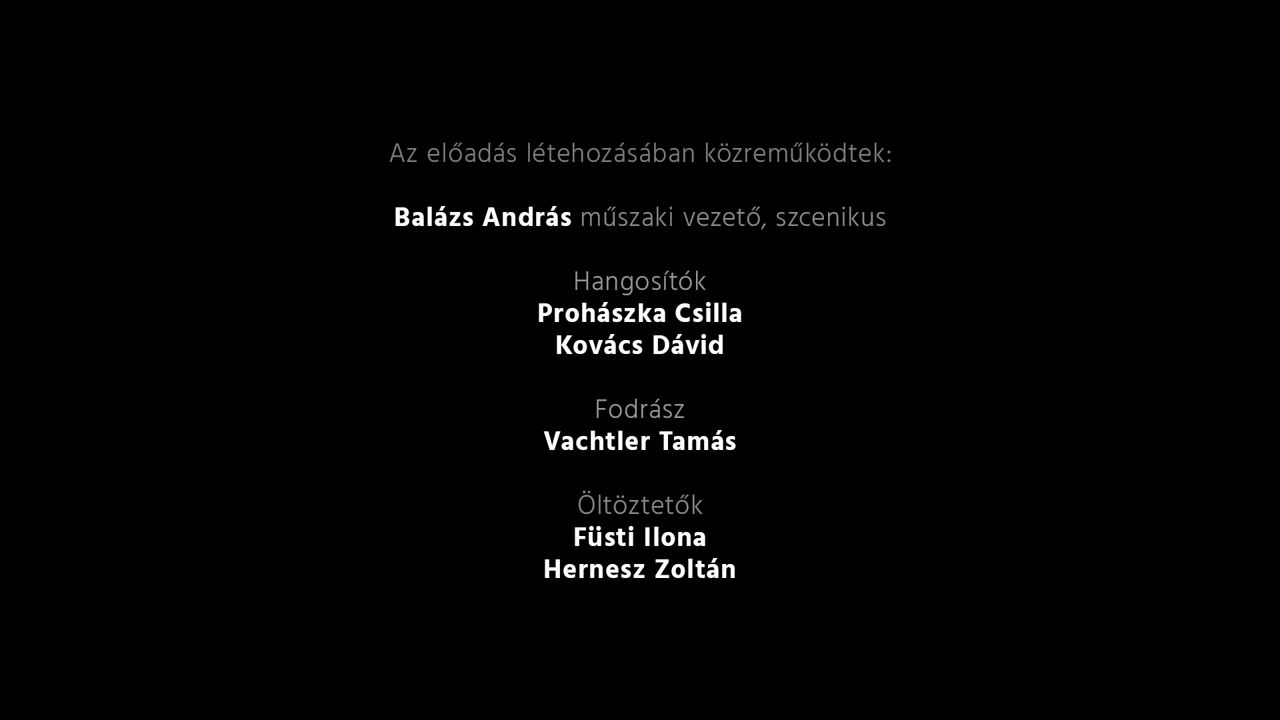 Az előadás létehozásában közreműködtek:
Balázs András műszaki vezető, szcenikus
Hangosítók
Prohászka Csilla
Kovács Dávid
Fodrász
Vachtler Tamás
Öltöztetők
Füsti Ilona
Hernesz Zoltán